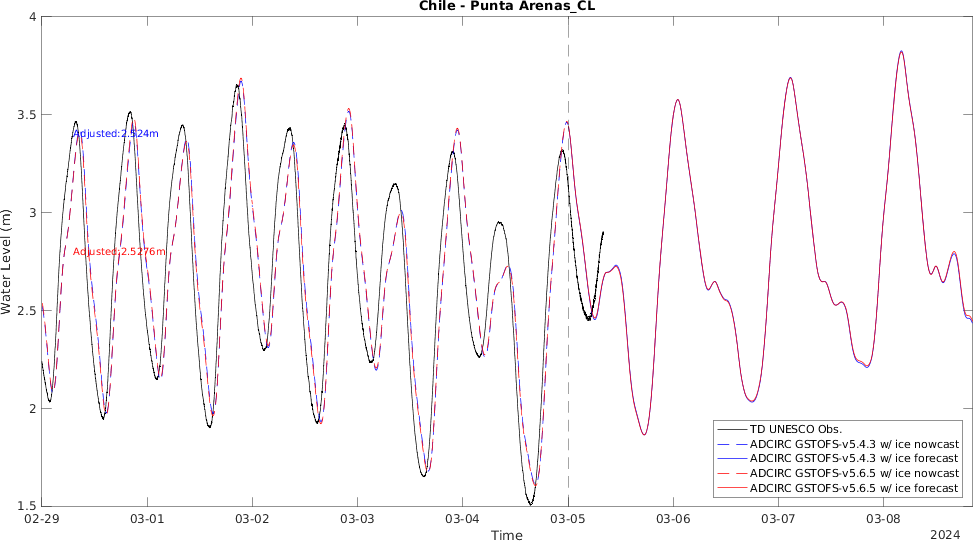 Chile - Punta Arenas_CL
4
3.5
3
2.5
2
1.5
Water Level (m)
Adjusted:2.524m
Adjusted:2.5276m
TD UNESCO Obs.
ADCIRC GSTOFS-v5.4.3 w/ ice nowcast
ADCIRC GSTOFS-v5.4.3 w/ ice forecast
ADCIRC GSTOFS-v5.6.5 w/ ice nowcast
ADCIRC GSTOFS-v5.6.5 w/ ice forecast
02-29 03-01 03-02 03-03 03-04 03-05 03-06 03-07 03-08
Time
2024